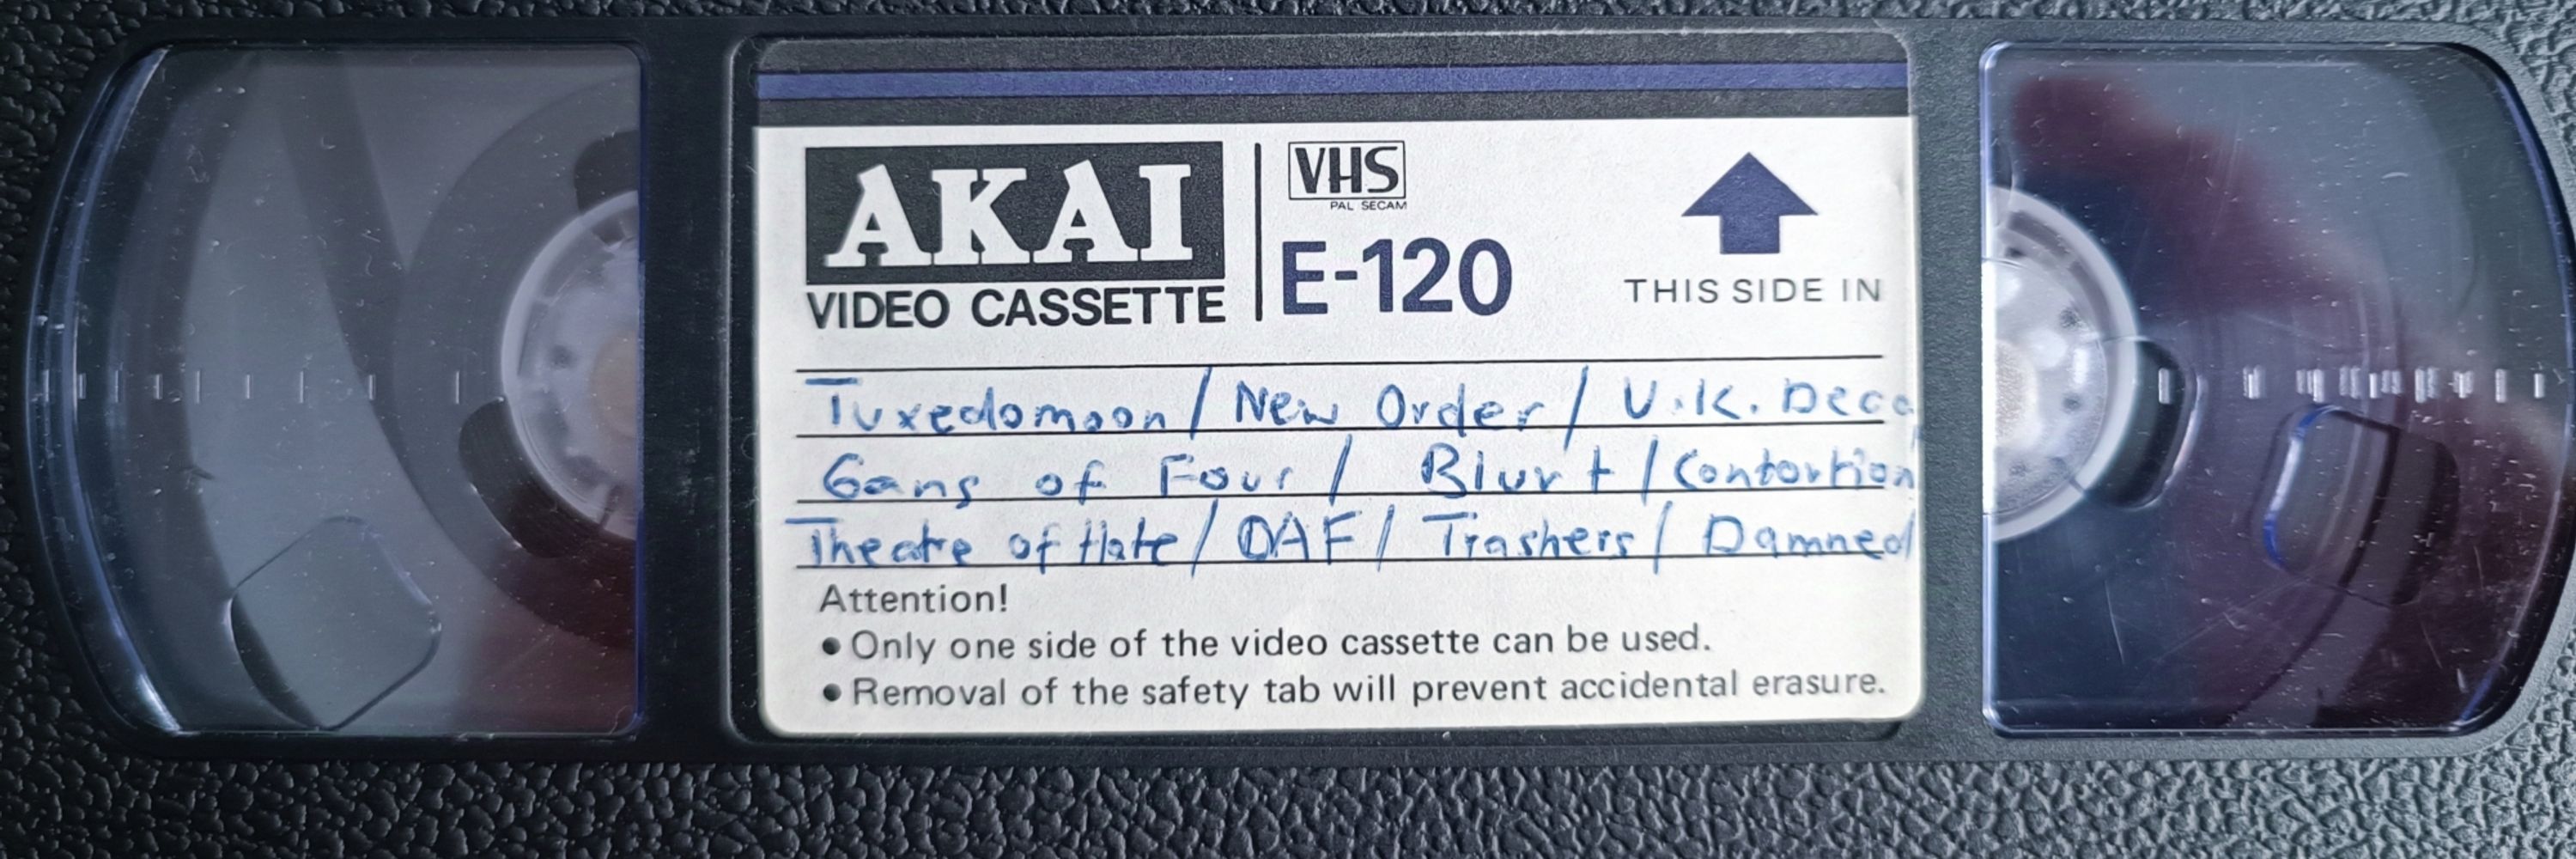 AKAI
VIDEO CASSETTE
VHS
PAL SECAM
E-120
THIS SIDE IN
Tuxedomoon / New Order / U.K. Deca
Gang of Four / Blurt / Contortion
Theatre of Hate / DAF / Trashers / Damned
Attention!
• Only one side of the video cassette can be used.
• Removal of the safety tab will prevent accidental erasure.